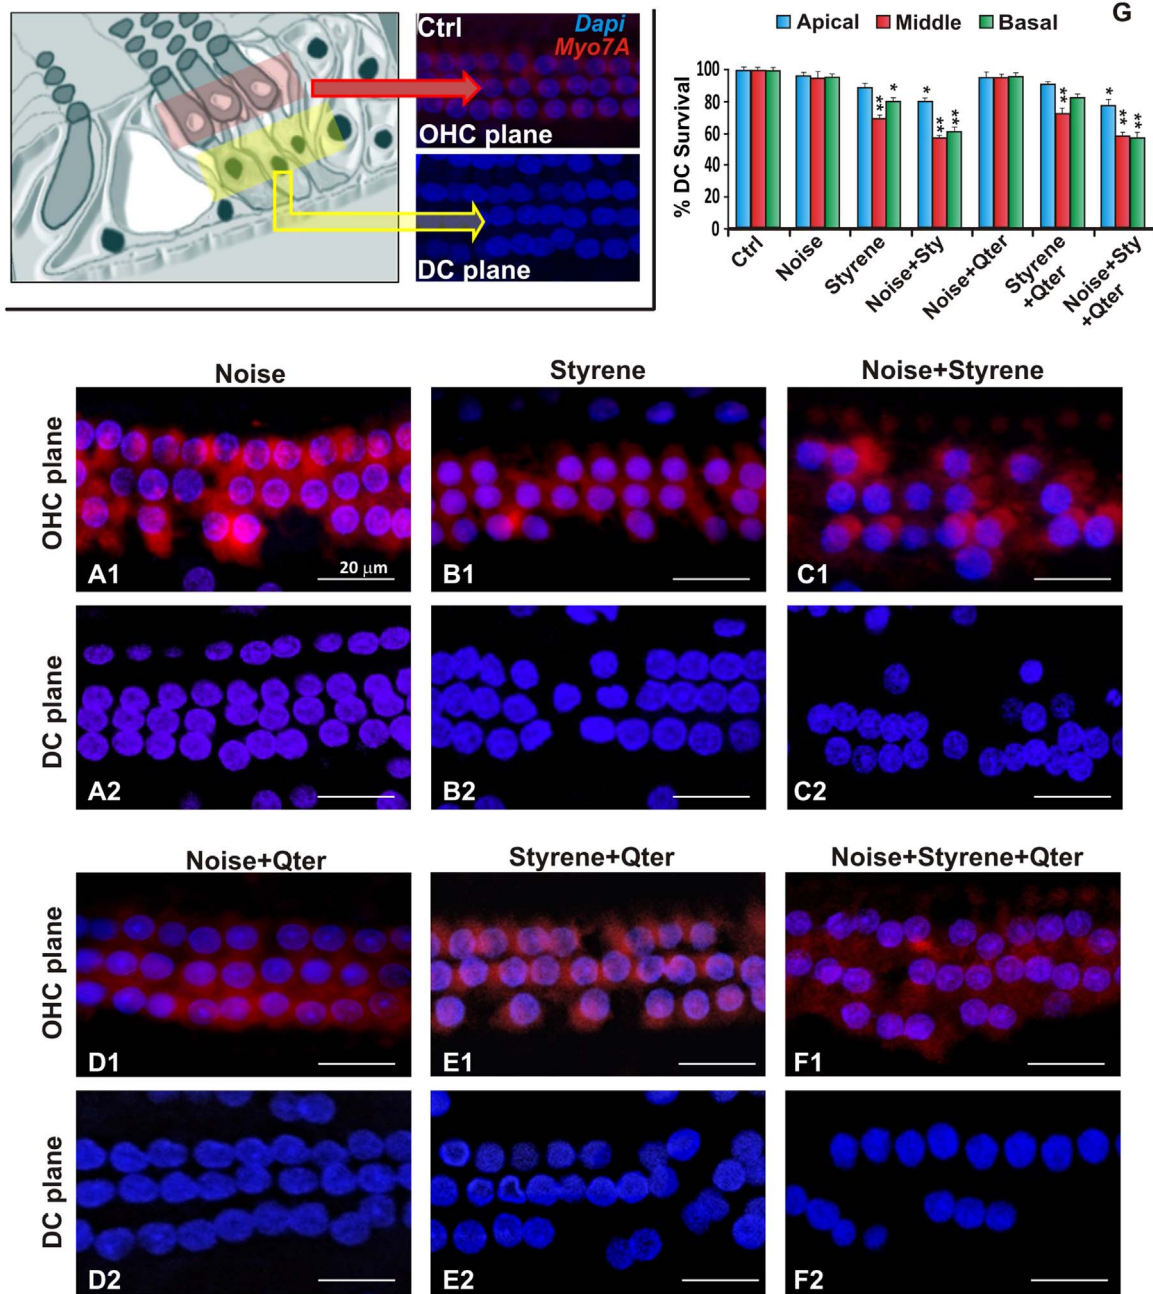 Ctrl
Dapi
Myo7A
OHC plane
DC plane
G
Apical Middle Basal
% DC Survival
100
80
60
40
20
0
** * * ** ** ** * ** **
Ctrl
Noise
Styrene
Noise+Sty
Noise+Qter
Styrene
+Qter
Noise+Sty
+Qter
Noise Styrene Noise+Styrene
OHC plane
20 μm
A1 B1 C1
DC plane
A2 B2 C2
Noise+Qter Styrene+Qter Noise+Styrene+Qter
OHC plane
D1 E1 F1
DC plane
D2 E2 F2